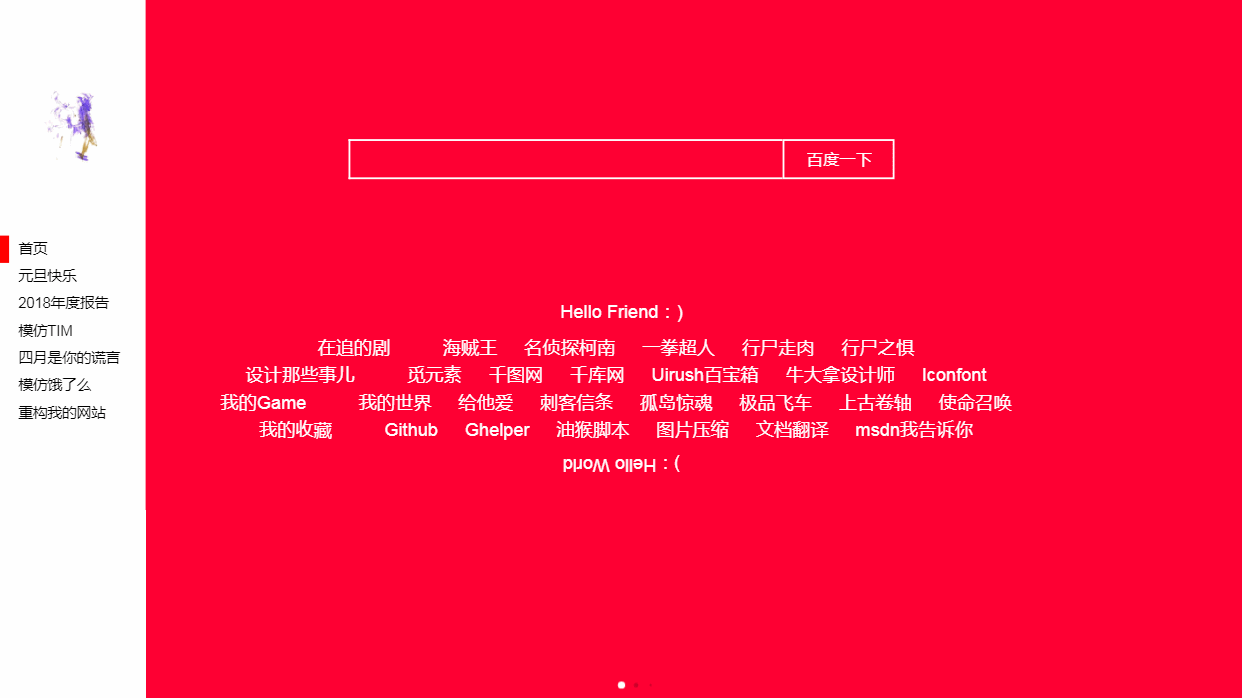 首页
元旦快乐
2018年度报告
模仿TIM
四月是你的谎言
模仿饿了么
重构我的网站
百度一下
Hello Friend : )
在追的剧 海贼王 名侦探柯南 一拳超人 行尸走肉 行尸之惧
设计那些事儿 觅元素 千图网 千库网 Uirush百宝箱 牛大拿设计师 Iconfont
我的Game 我的世界 给他爱 刺客信条 孤岛惊魂 极品飞车 上古卷轴 使命召唤
我的收藏 Github Ghelper 油猴脚本 图片压缩 文档翻译 msdn我告诉你
Hello World : )